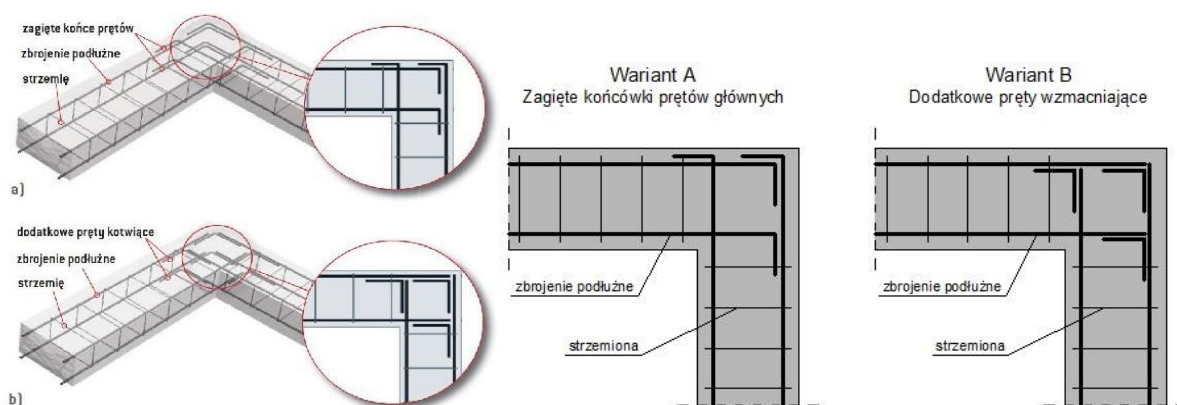 zagięte końce prętów
zbrojenie podłużne
strzemię
a)
dodatkowe pręty kotwiące
zbrojenie podłużne
strzemię
b)
Wariant A
Zagięte końcówki prętów głównych
zbrojenie podłużne
strzemiona
Wariant B
Dodatkowe pręty wzmacniające
zbrojenie podłużne
strzemiona